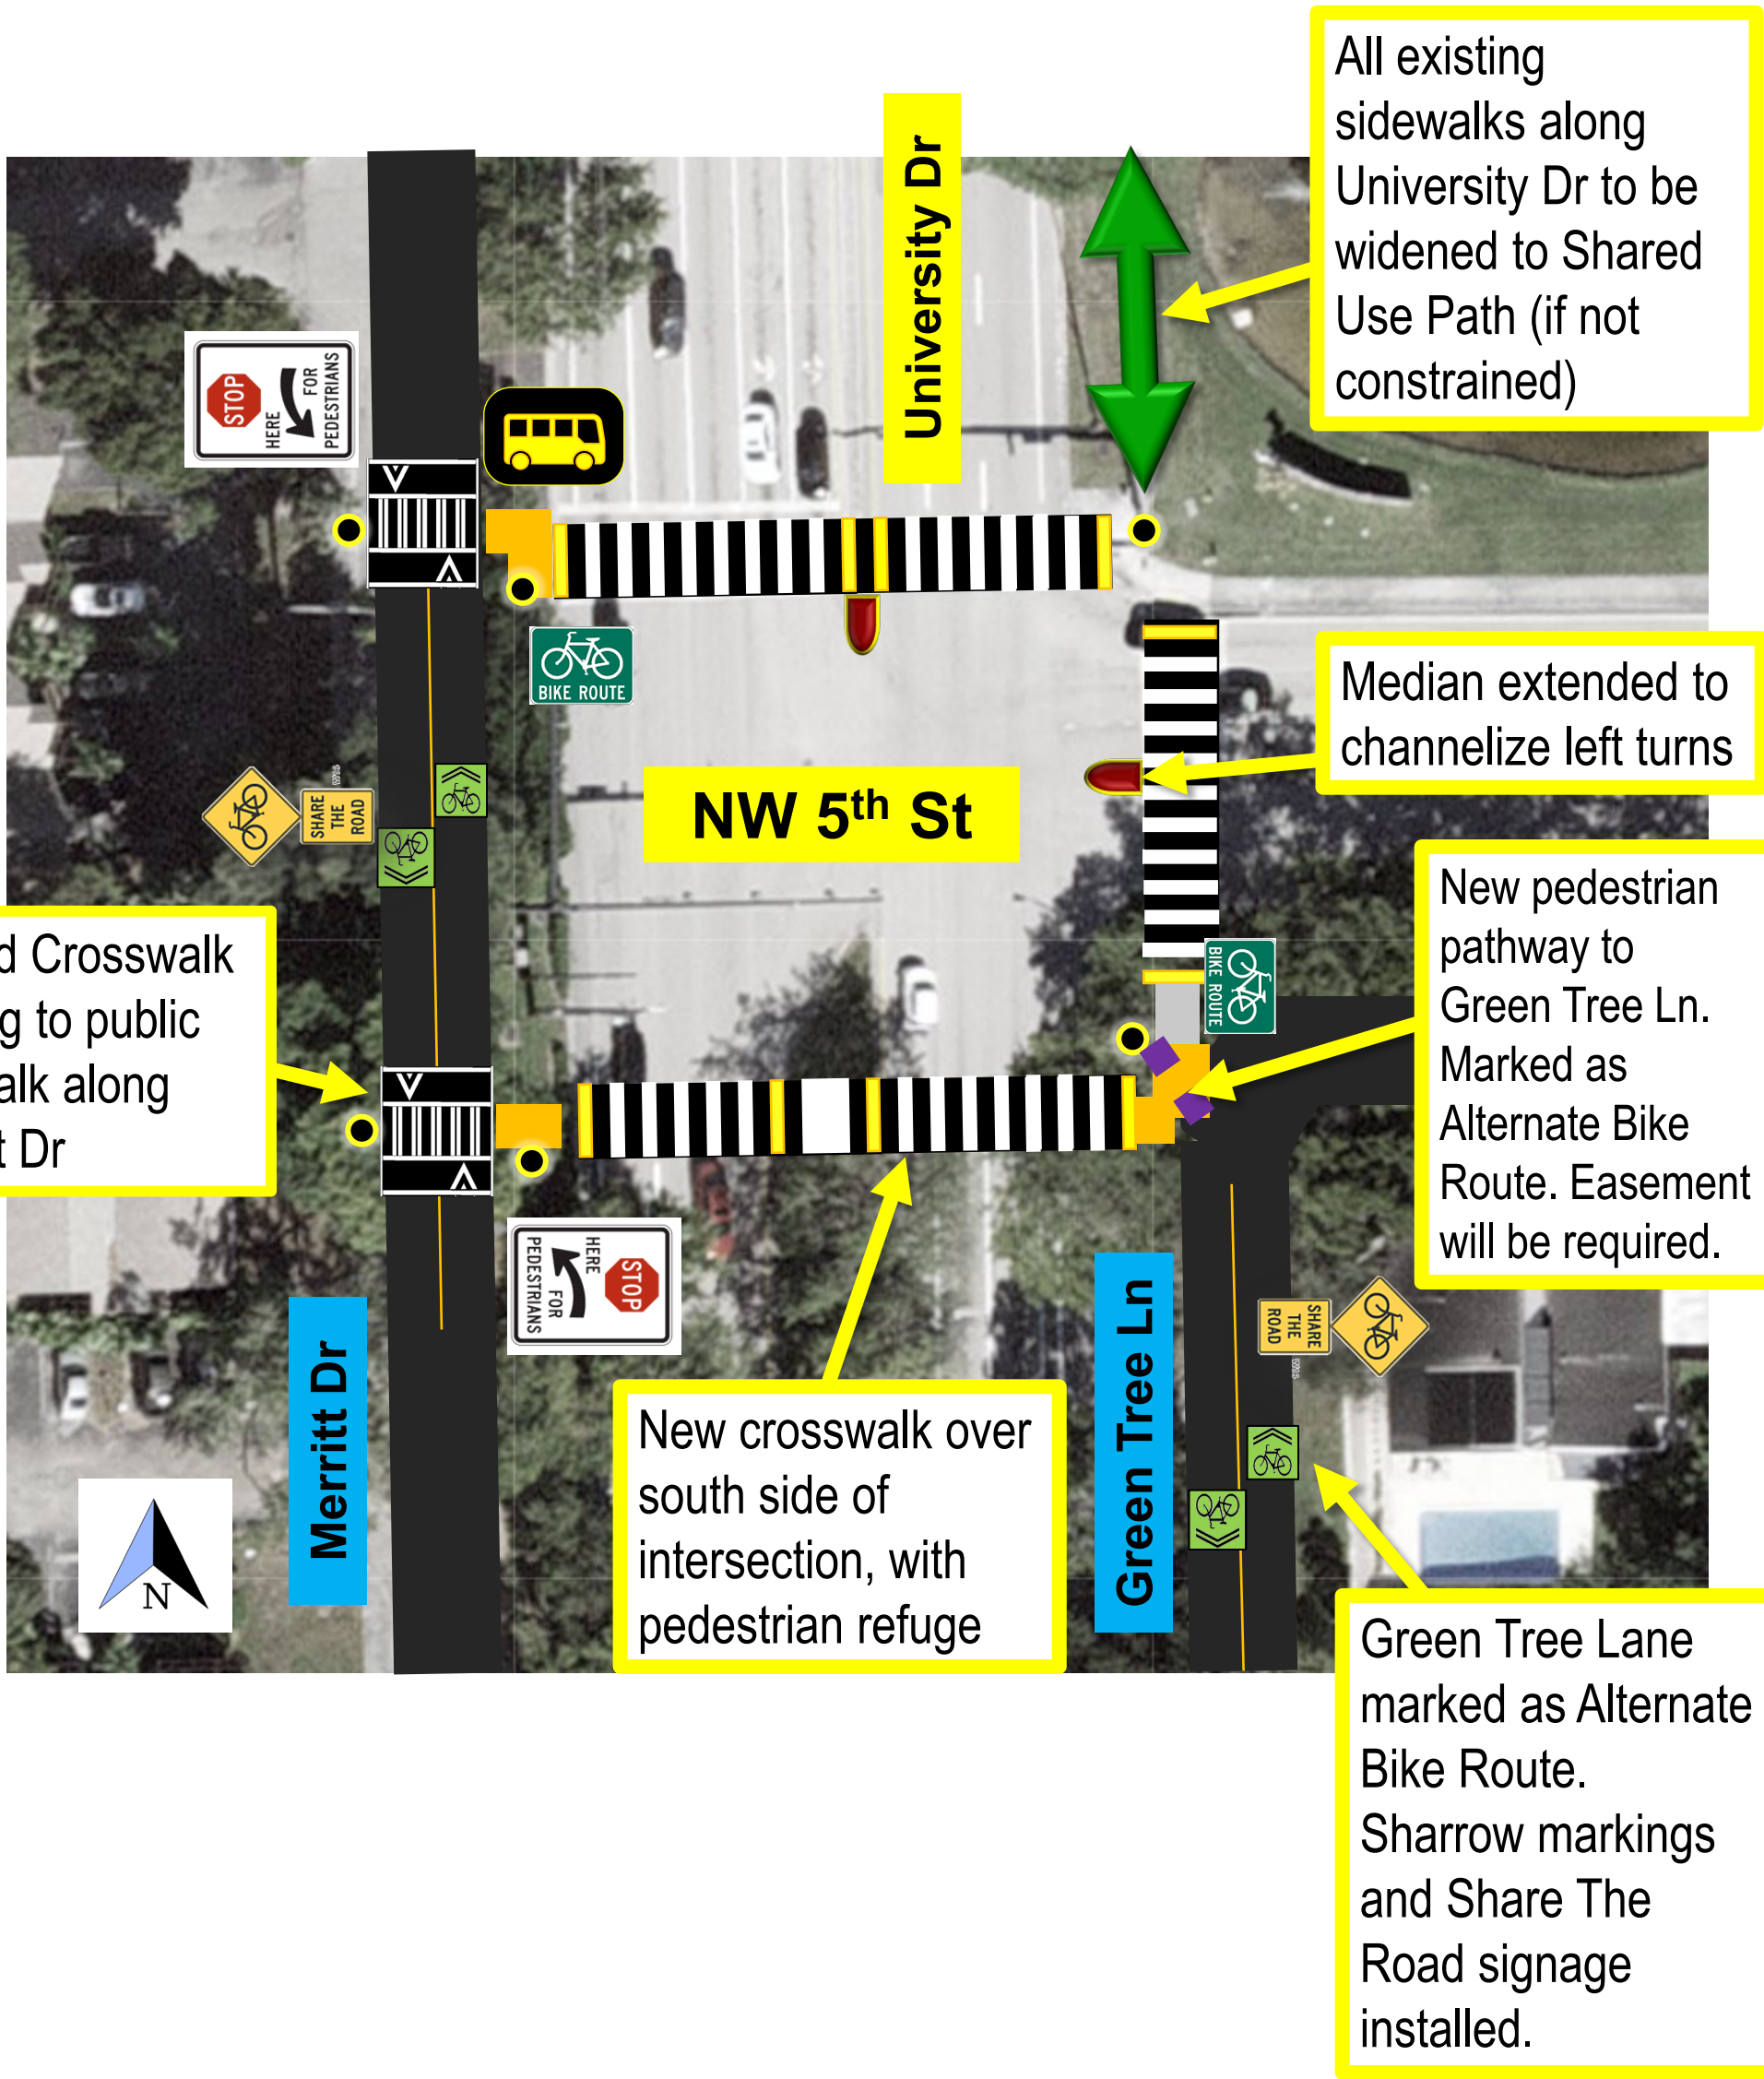 All existing
sidewalks along
University Dr to be
widened to Shared
Use Path (if not
constrained)
University Dr
STOP
HERE
FOR
PEDESTRIANS
BIKE ROUTE
Median extended to
channelize left turns
NW 5th St
SHARE
THE
ROAD
New pedestrian
pathway to
Green Tree Ln.
Marked as
Alternate Bike
Route. Easement
will be required.
BIKE ROUTE
d Crosswalk
g to public
alk along
t Dr
STOP
HERE
FOR
PEDESTRIANS
SHARE
THE
ROAD
Merritt Dr
Green Tree Ln
New crosswalk over
south side of
intersection, with
pedestrian refuge
N
Green Tree Lane
marked as Alternate
Bike Route.
Sharrow markings
and Share The
Road signage
installed.